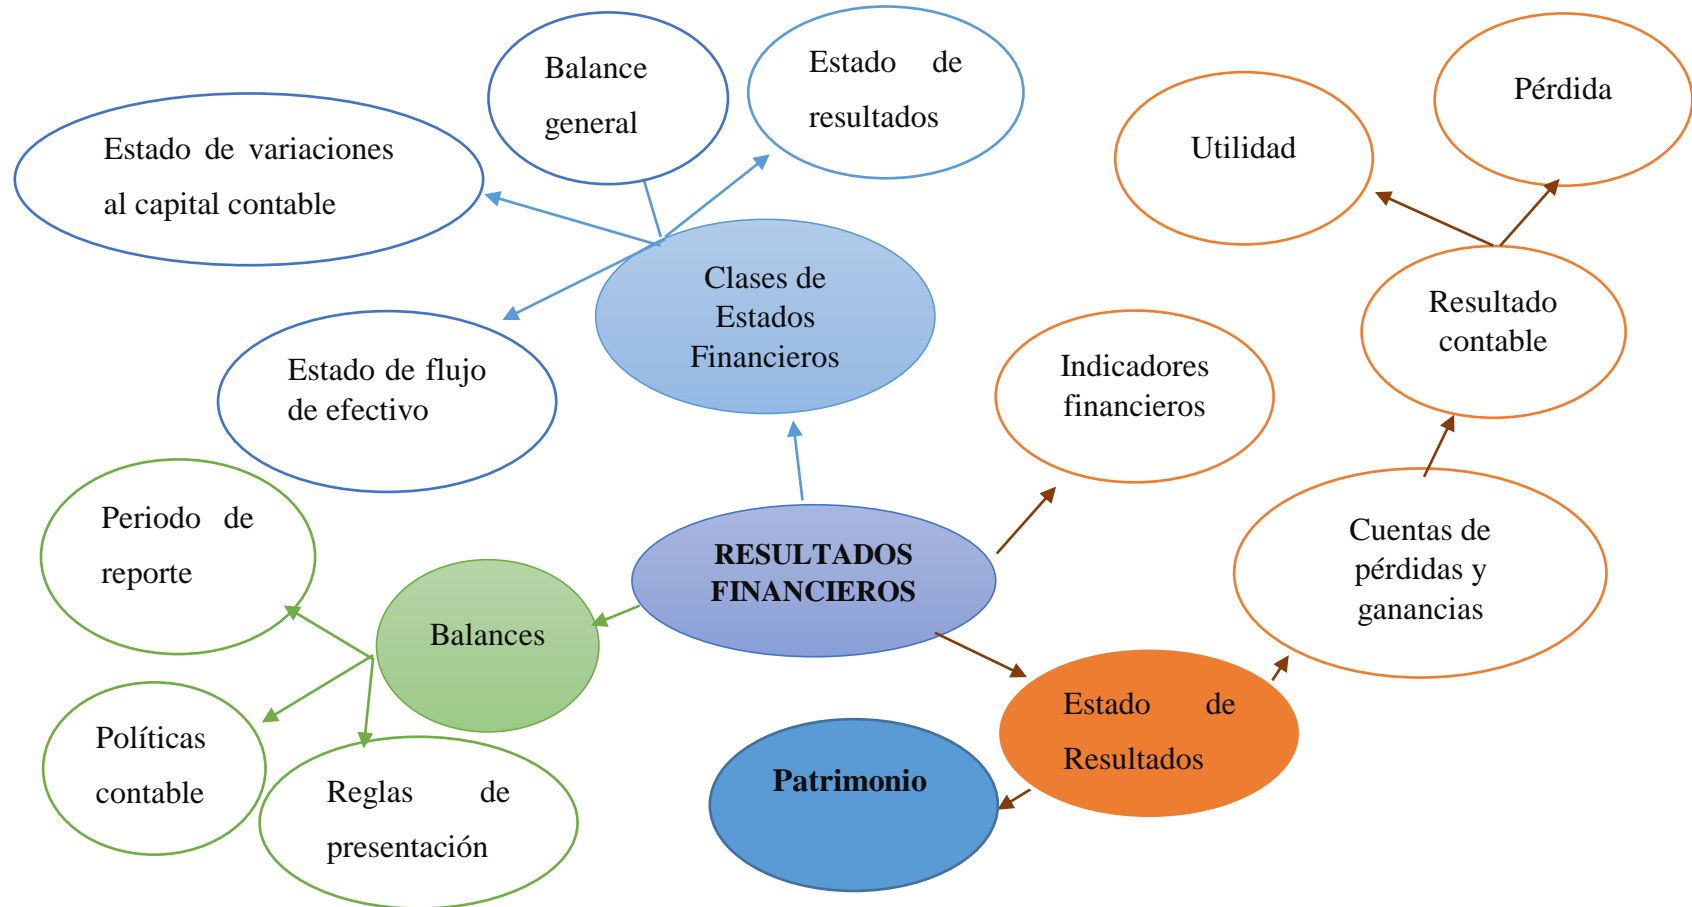 Balance
general
Estado de
resultados
Pérdida
Utilidad
Estado de variaciones
al capital contable
Clases de
Estados
Financieros
Resultado
contable
Estado de flujo
de efectivo
Indicadores
financieros
Periodo de
reporte
RESULTADOS
FINANCIEROS
Cuentas de
pérdidas y
ganancias
Balances
Políticas
contable
Reglas de
presentación
Patrimonio
Estado de
Resultados